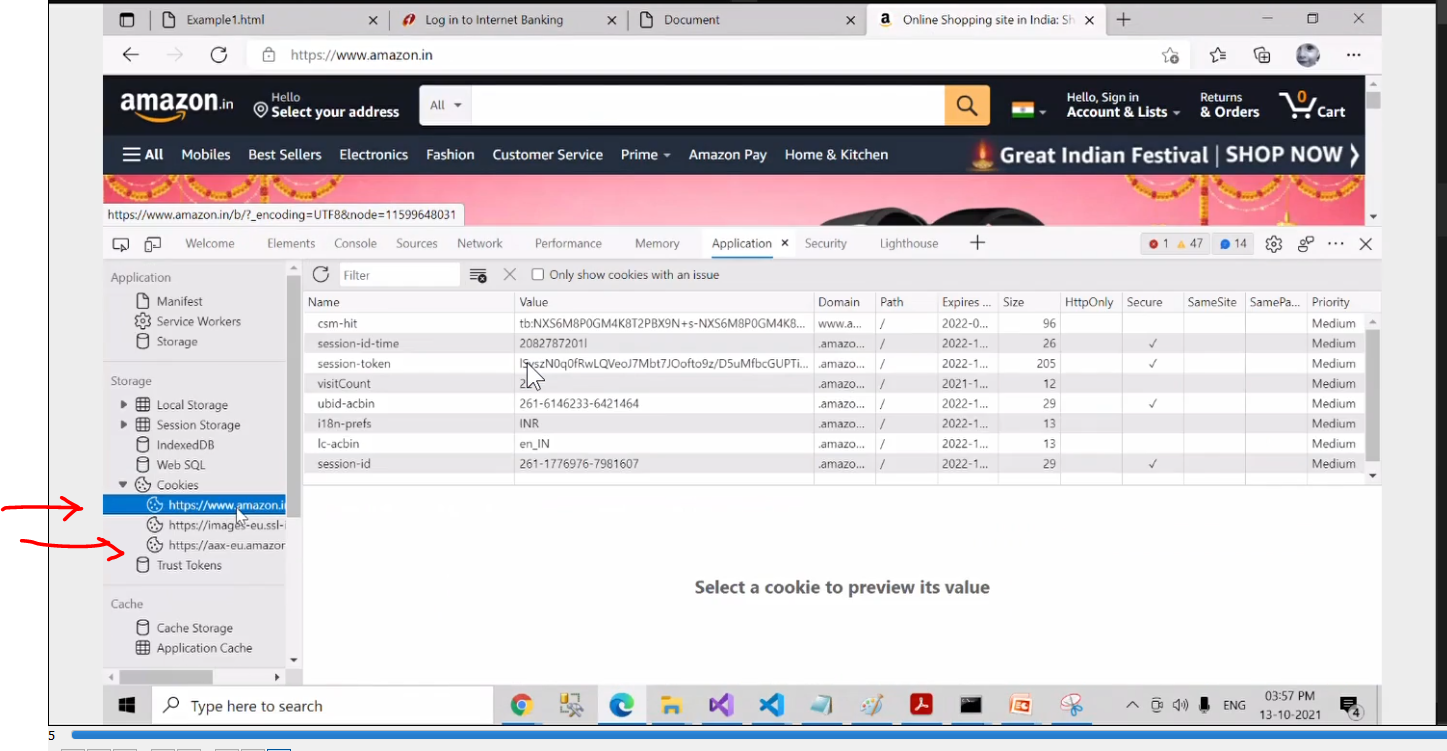 Example1.html
Log in to Internet Banking
Document
Online Shopping site in India: Sh
https://www.amazon.in
amazon.in
Hello
Select your address
All
Hello, Sign in
Account & Lists
Returns
& Orders
0
Cart
All Mobiles Best Sellers Electronics Fashion Customer Service Prime Amazon Pay Home & Kitchen
Great Indian Festival | SHOP NOW
https://www.amazon.in/b/?_encoding=UTF8&node=11599648031
Welcome Elements Console Sources Network Performance Memory Application Security Lighthouse
1 47 14
Application
Manifest
Service Workers
Storage
Storage
Local Storage
Session Storage
IndexedDB
Web SQL
Cookies
https://www.amazon.i
https://images-eu.ssl-
https://aax-eu.amazor
Trust Tokens
Cache
Cache Storage
Application Cache
Filter
Only show cookies with an issue
Name Value Domain Path Expires ... Size HttpOnly Secure SameSite SamePa... Priority
csm-hit tb:NXS6M8P0GM4K8T2PBX9N+s-NXS6M8P0GM4K8... www.a... / 2022-0... 96 Medium
session-id-time 2082787201l .amazo... / 2022-1... 26 ✓ Medium
session-token .amazo... / 2022-1... 205 ✓ Medium
visitCount .amazo... / 2021-1... 12 Medium
ubid-acbin 261-6146233-6421464 .amazo... / 2022-1... 29 ✓ Medium
i18n-prefs INR .amazo... / 2022-1... 13 Medium
lc-acbin en_IN .amazo... / 2022-1... 13 Medium
session-id 261-1776976-7981607 .amazo... / 2022-1... 29 ✓ Medium
Select a cookie to preview its value
Type here to search
ENG
03:57 PM
13-10-2021
4
5